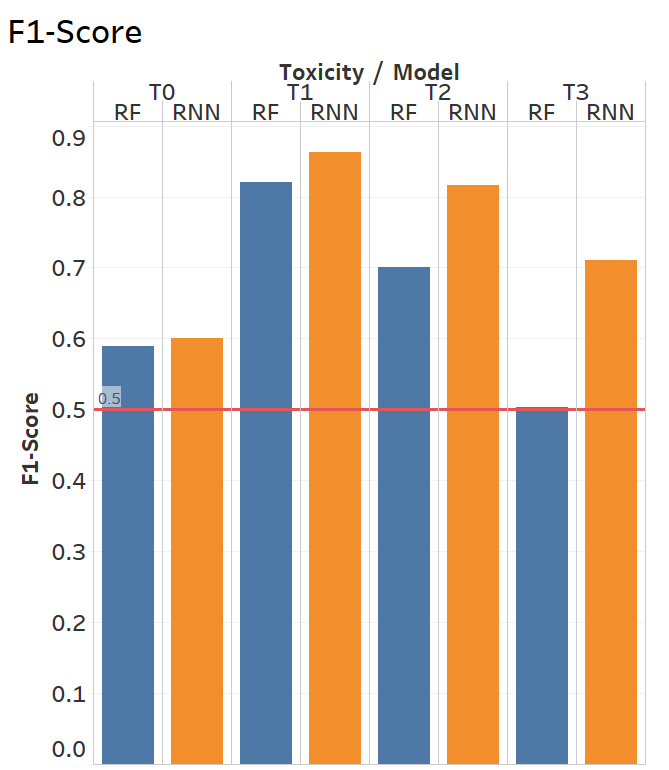 F1-Score
Toxicity / Model
T0 T1 T2 T3
RF RNN RF RNN RF RNN RF RNN
0.9
0.8
0.7
0.6
0.5
0.5
0.4
0.3
0.2
0.1
0.0
F1-Score